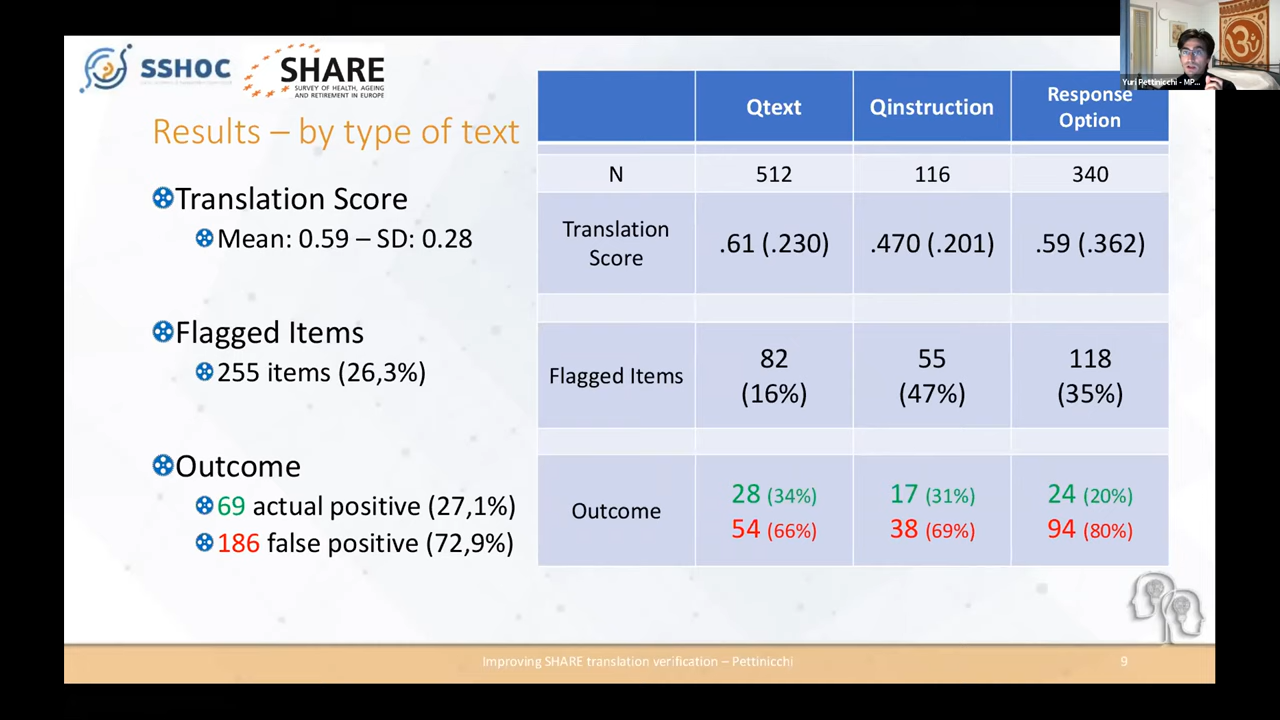 SSHOC
SHARE
SURVEY OF HEALTH, AGEING
AND RETIREMENT IN EUROPE
Results – by type of text
Translation Score
Mean: 0.59 – SD: 0.28
Flagged Items
255 items (26,3%)
Outcome
69 actual positive (27,1%)
186 false positive (72,9%)
Qtext Qinstruction Response Option
N 512 116 340
Translation Score .61 (.230) .470 (.201) .59 (.362)
Flagged Items 82 (16%) 55 (47%) 118 (35%)
Outcome 28 (34%) 17 (31%) 24 (20%)
54 (66%) 38 (69%) 94 (80%)
Improving SHARE translation verification – Pettinicchi
9
Yuri Pettinicchi - MP...